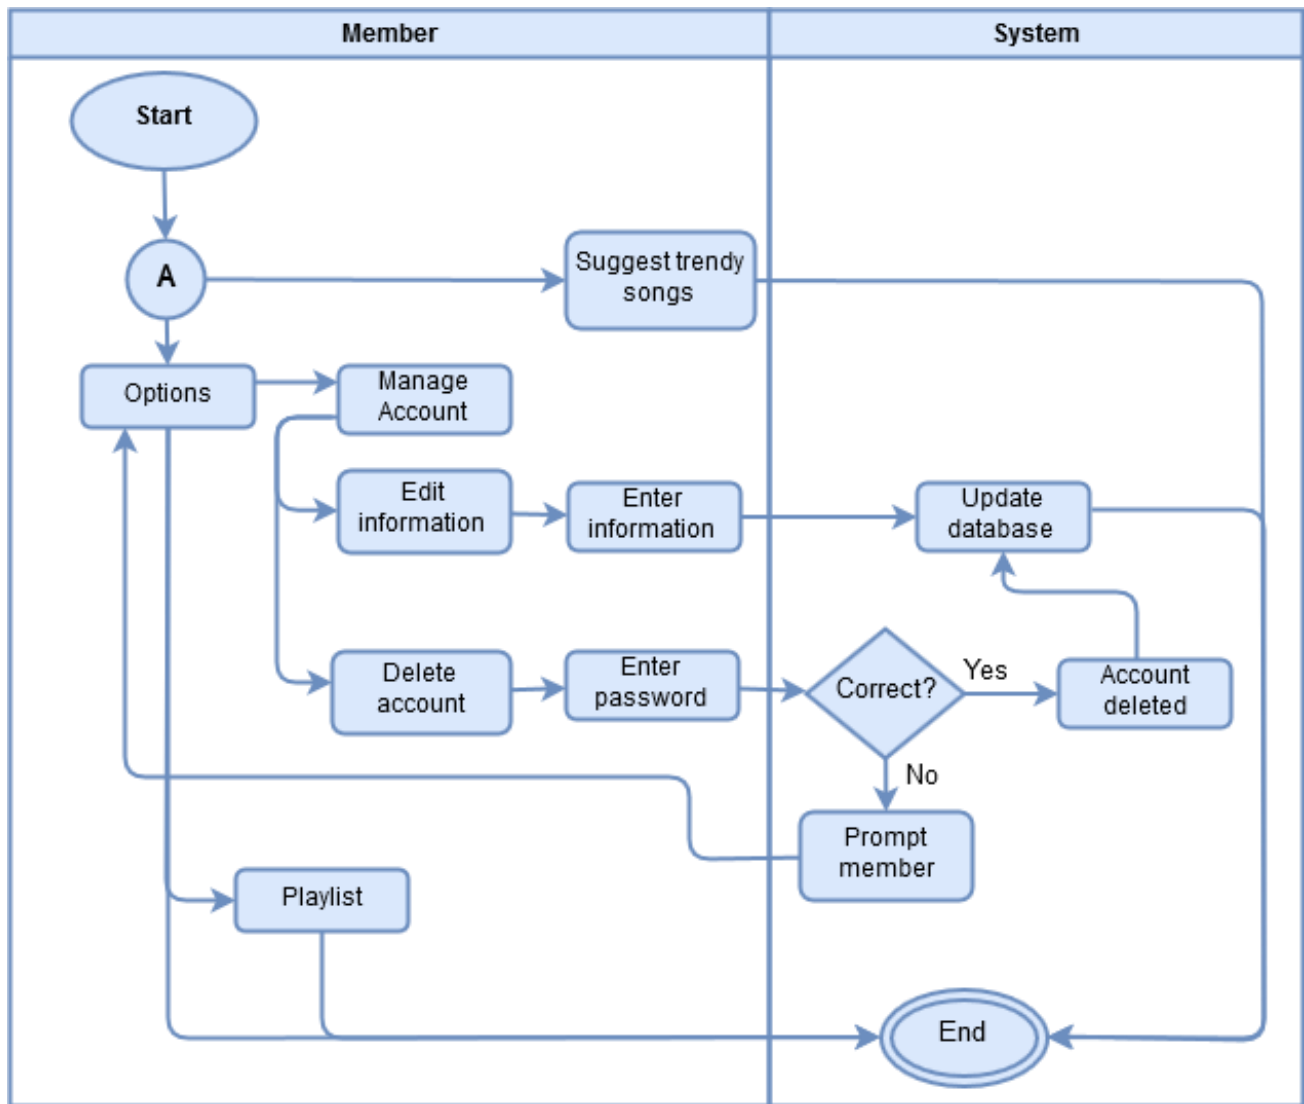 Member
System
Start
A
Suggest trendy
songs
Options
Manage
Account
Edit
information
Enter
information
Update
database
Delete
account
Enter
password
Correct?
Yes
Account
deleted
No
Prompt
member
Playlist
End